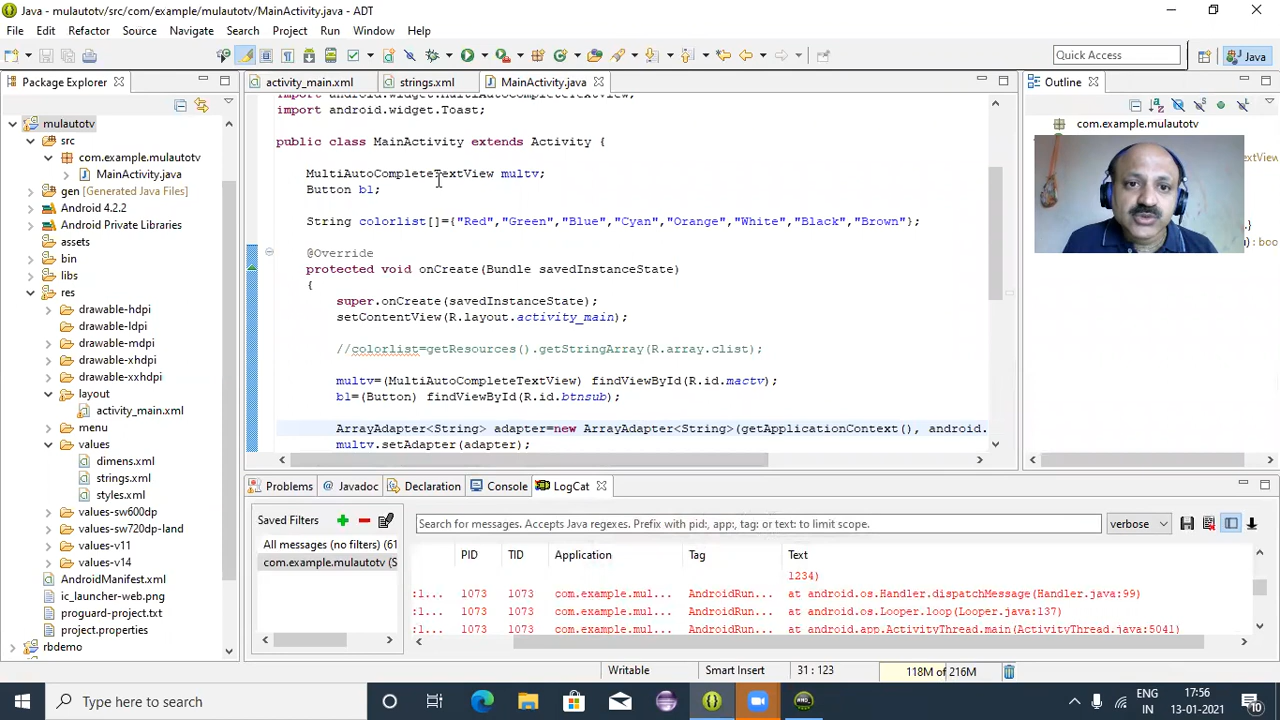 Java - mulautotv/src/com/example/mulautotv/MainActivity.java - ADT
File Edit Refactor Source Navigate Search Project Run Window Help
Quick Access
Java
Package Explorer
mulautotv
src
com.example.mulautotv
MainActivity.java
gen [Generated Java Files]
Android 4.2.2
Android Private Libraries
assets
bin
libs
res
drawable-hdpi
drawable-ldpi
drawable-mdpi
drawable-xhdpi
drawable-xxhdpi
layout
activity_main.xml
menu
values
dimens.xml
strings.xml
styles.xml
values-sw600dp
values-sw720dp-land
values-v11
values-v14
AndroidManifest.xml
ic_launcher-web.png
proguard-project.txt
project.properties
rbdemo
activity_main.xml strings.xml MainActivity.java
import android.widget.MultiAutoCompleteTextView;
import android.widget.Toast;
public class MainActivity extends Activity {
MultiAutoCompleteTextView multv;
Button b1;
String colorlist[]={"Red","Green","Blue","Cyan","Orange","White","Black","Brown"};
@Override
protected void onCreate(Bundle savedInstanceState)
{
super.onCreate(savedInstanceState);
setContentView(R.layout.activity_main);
//colorlist=getResources().getStringArray(R.array.clist);
multv=(MultiAutoCompleteTextView) findViewById(R.id.mactv);
b1=(Button) findViewById(R.id.btnsub);
ArrayAdapter<String> adapter=new ArrayAdapter<String>(getApplicationContext(), android.
multv.setAdapter(adapter);
Outline
com.example.mulautotv
Problems Javadoc Declaration Console LogCat
Saved Filters
All messages (no filters) (61
com.example.mulautotv (S
Search for messages. Accepts Java regexes. Prefix with pid:, app:, tag: or text: to limit scope.
verbose
PID TID Application Tag Text
1234)
:1... 1073 1073 com.example.mul... AndroidRun... at android.os.Handler.dispatchMessage(Handler.java:99)
:1... 1073 1073 com.example.mul... AndroidRun... at android.os.Looper.loop(Looper.java:137)
:1... 1073 1073 com.example.mul... AndroidRun... at android.app.ActivityThread.main(ActivityThread.java:5041)
Writable Smart Insert 31 : 123 118M of 216M
Type here to search
ENG
IN
17:56
13-01-2021
10